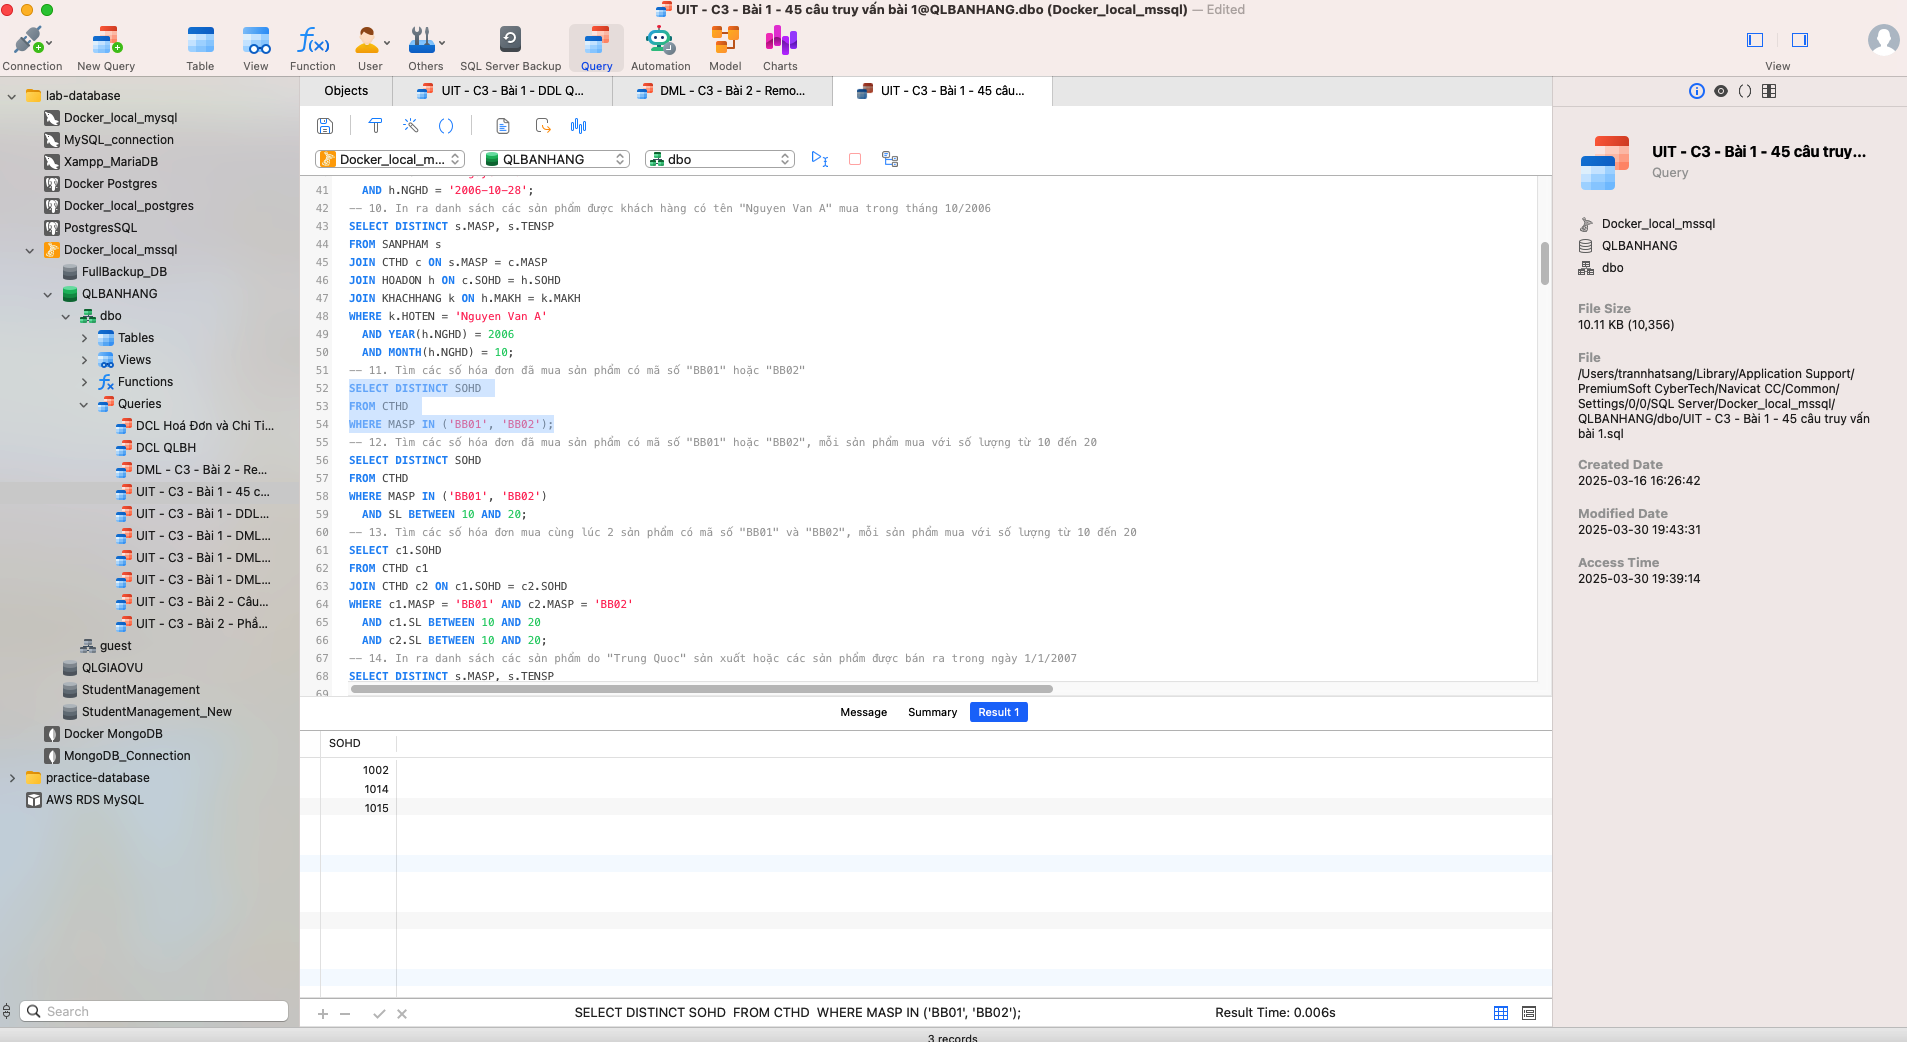 UIT - C3 - Bài 1 - 45 câu truy vấn bài 1@QLBANHANG.dbo (Docker_local_mssql) — Edited
Connection
New Query
Table
View
Function
User
Others
SQL Server Backup
Query
Automation
Model
Charts
View
lab-database
Docker_local_mysql
MySQL_connection
Xampp_MariaDB
Docker Postgres
Docker_local_postgres
PostgresSQL
Docker_local_mssql
FullBackup_DB
QLBANHANG
dbo
Tables
Views
Functions
Queries
DCL Hoá Đơn và Chi Ti...
DCL QLBH
DML - C3 - Bài 2 - Re...
UIT - C3 - Bài 1 - 45 c...
UIT - C3 - Bài 1 - DDL...
UIT - C3 - Bài 1 - DML...
UIT - C3 - Bài 1 - DML...
UIT - C3 - Bài 1 - DML...
UIT - C3 - Bài 2 - Câu...
UIT - C3 - Bài 2 - Phầ...
guest
QLGIAOVU
StudentManagement
StudentManagement_New
Docker MongoDB
MongoDB_Connection
practice-database
AWS RDS MySQL
Search
Objects
UIT - C3 - Bài 1 - DDL Q...
DML - C3 - Bài 2 - Remo...
UIT - C3 - Bài 1 - 45 câu...
Docker_local_m...
QLBANHANG
dbo
41 AND h.NGHD = '2006-10-28';
42 -- 10. In ra danh sách các sản phẩm được khách hàng có tên "Nguyen Van A" mua trong tháng 10/2006
43 SELECT DISTINCT s.MASP, s.TENSP
44 FROM SANPHAM s
45 JOIN CTHD c ON s.MASP = c.MASP
46 JOIN HOADON h ON c.SOHD = h.SOHD
47 JOIN KHACHHANG k ON h.MAKH = k.MAKH
48 WHERE k.HOTEN = 'Nguyen Van A'
49 AND YEAR(h.NGHD) = 2006
50 AND MONTH(h.NGHD) = 10;
51 -- 11. Tìm các số hóa đơn đã mua sản phẩm có mã số "BB01" hoặc "BB02"
52 SELECT DISTINCT SOHD
53 FROM CTHD
54 WHERE MASP IN ('BB01', 'BB02');
55 -- 12. Tìm các số hóa đơn đã mua sản phẩm có mã số "BB01" hoặc "BB02", mỗi sản phẩm mua với số lượng từ 10 đến 20
56 SELECT DISTINCT SOHD
57 FROM CTHD
58 WHERE MASP IN ('BB01', 'BB02')
59 AND SL BETWEEN 10 AND 20;
60 -- 13. Tìm các số hóa đơn mua cùng lúc 2 sản phẩm có mã số "BB01" và "BB02", mỗi sản phẩm mua với số lượng từ 10 đến 20
61 SELECT c1.SOHD
62 FROM CTHD c1
63 JOIN CTHD c2 ON c1.SOHD = c2.SOHD
64 WHERE c1.MASP = 'BB01' AND c2.MASP = 'BB02'
65 AND c1.SL BETWEEN 10 AND 20
66 AND c2.SL BETWEEN 10 AND 20;
67 -- 14. In ra danh sách các sản phẩm do "Trung Quoc" sản xuất hoặc các sản phẩm được bán ra trong ngày 1/1/2007
68 SELECT DISTINCT s.MASP, s.TENSP
69
Message
Summary
Result 1
SOHD
1002
1014
1015
SELECT DISTINCT SOHD FROM CTHD WHERE MASP IN ('BB01', 'BB02');
Result Time: 0.006s
3 records
UIT - C3 - Bài 1 - 45 câu truy...
Query
Docker_local_mssql
QLBANHANG
dbo
File Size
10.11 KB (10,356)
File
/Users/trannhatsang/Library/Application Support/
PremiumSoft CyberTech/Navicat CC/Common/
Settings/0/0/SQL Server/Docker_local_mssql/
QLBANHANG/dbo/UIT - C3 - Bài 1 - 45 câu truy vấn
bài 1.sql
Created Date
2025-03-16 16:26:42
Modified Date
2025-03-30 19:43:31
Access Time
2025-03-30 19:39:14